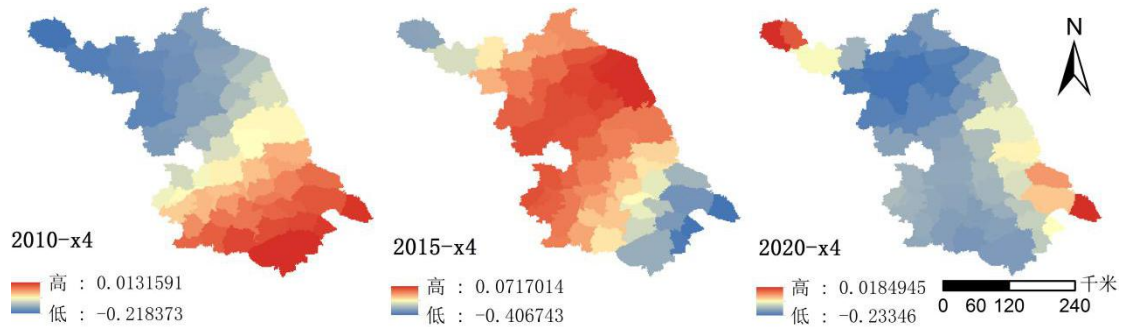 N
2010-x4
高 : 0.0131591
低 : -0.218373
2015-x4
高 : 0.0717014
低 : -0.406743
2020-x4
高 : 0.0184945
低 : -0.23346
千米
0 60 120 240